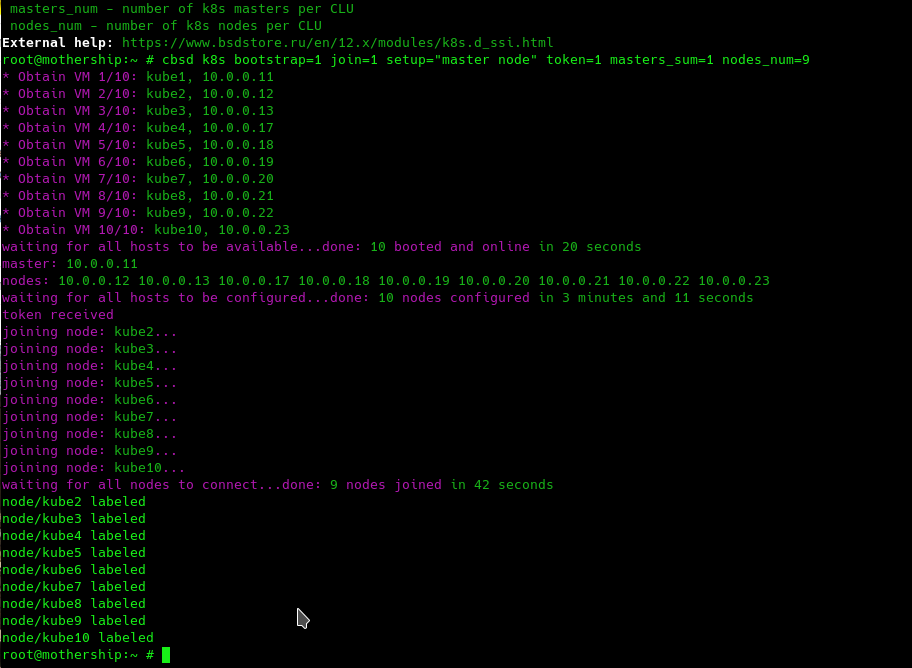 masters_num – number of k8s masters per CLU
nodes_num – number of k8s nodes per CLU
External help: https://www.bsdstore.ru/en/12.x/modules/k8s.d_ssi.html
root@mothership:~ # cbsd k8s bootstrap=1 join=1 setup="master node" token=1 masters_sum=1 nodes_num=9
* Obtain VM 1/10: kube1, 10.0.0.11
* Obtain VM 2/10: kube2, 10.0.0.12
* Obtain VM 3/10: kube3, 10.0.0.13
* Obtain VM 4/10: kube4, 10.0.0.17
* Obtain VM 5/10: kube5, 10.0.0.18
* Obtain VM 6/10: kube6, 10.0.0.19
* Obtain VM 7/10: kube7, 10.0.0.20
* Obtain VM 8/10: kube8, 10.0.0.21
* Obtain VM 9/10: kube9, 10.0.0.22
* Obtain VM 10/10: kube10, 10.0.0.23
waiting for all hosts to be available...done: 10 booted and online in 20 seconds
master: 10.0.0.11
nodes: 10.0.0.12 10.0.0.13 10.0.0.17 10.0.0.18 10.0.0.19 10.0.0.20 10.0.0.21 10.0.0.22 10.0.0.23
waiting for all hosts to be configured...done: 10 nodes configured in 3 minutes and 11 seconds
token received
joining node: kube2...
joining node: kube3...
joining node: kube4...
joining node: kube5...
joining node: kube6...
joining node: kube7...
joining node: kube8...
joining node: kube9...
joining node: kube10...
waiting for all nodes to connect...done: 9 nodes joined in 42 seconds
node/kube2 labeled
node/kube3 labeled
node/kube4 labeled
node/kube5 labeled
node/kube6 labeled
node/kube7 labeled
node/kube8 labeled
node/kube9 labeled
node/kube10 labeled
root@mothership:~ #